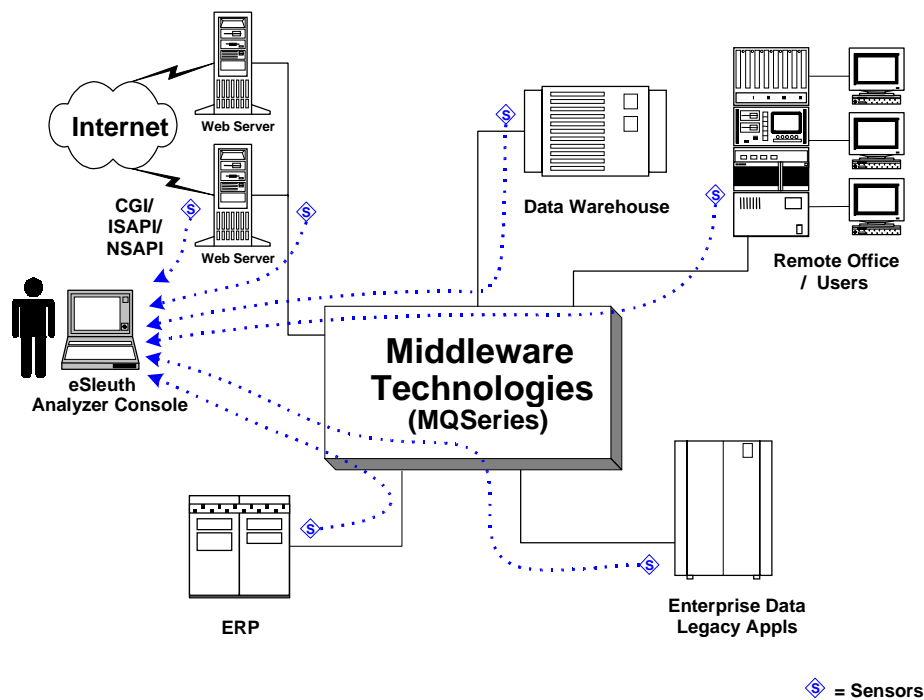 Internet
Web Server
Web Server
CGI/
ISAPI/
NSAPI
S
S
S
S
Data Warehouse
Remote Office
/ Users
eSleuth
Analyzer Console
Middleware
Technologies
(MQSeries)
S
S
ERP
Enterprise Data
Legacy Appls
S = Sensors